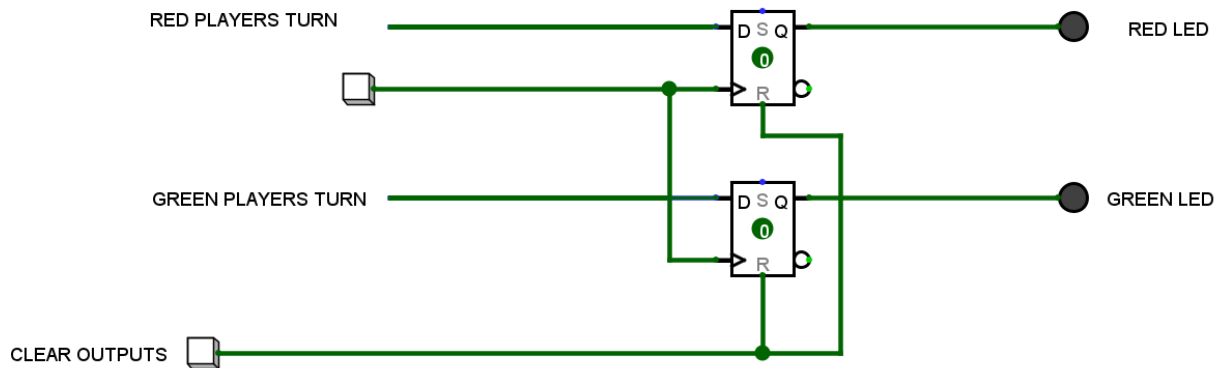 RED PLAYERS TURN
RED LED
D S Q
0
R
GREEN PLAYERS TURN
GREEN LED
D S Q
0
R
CLEAR OUTPUTS